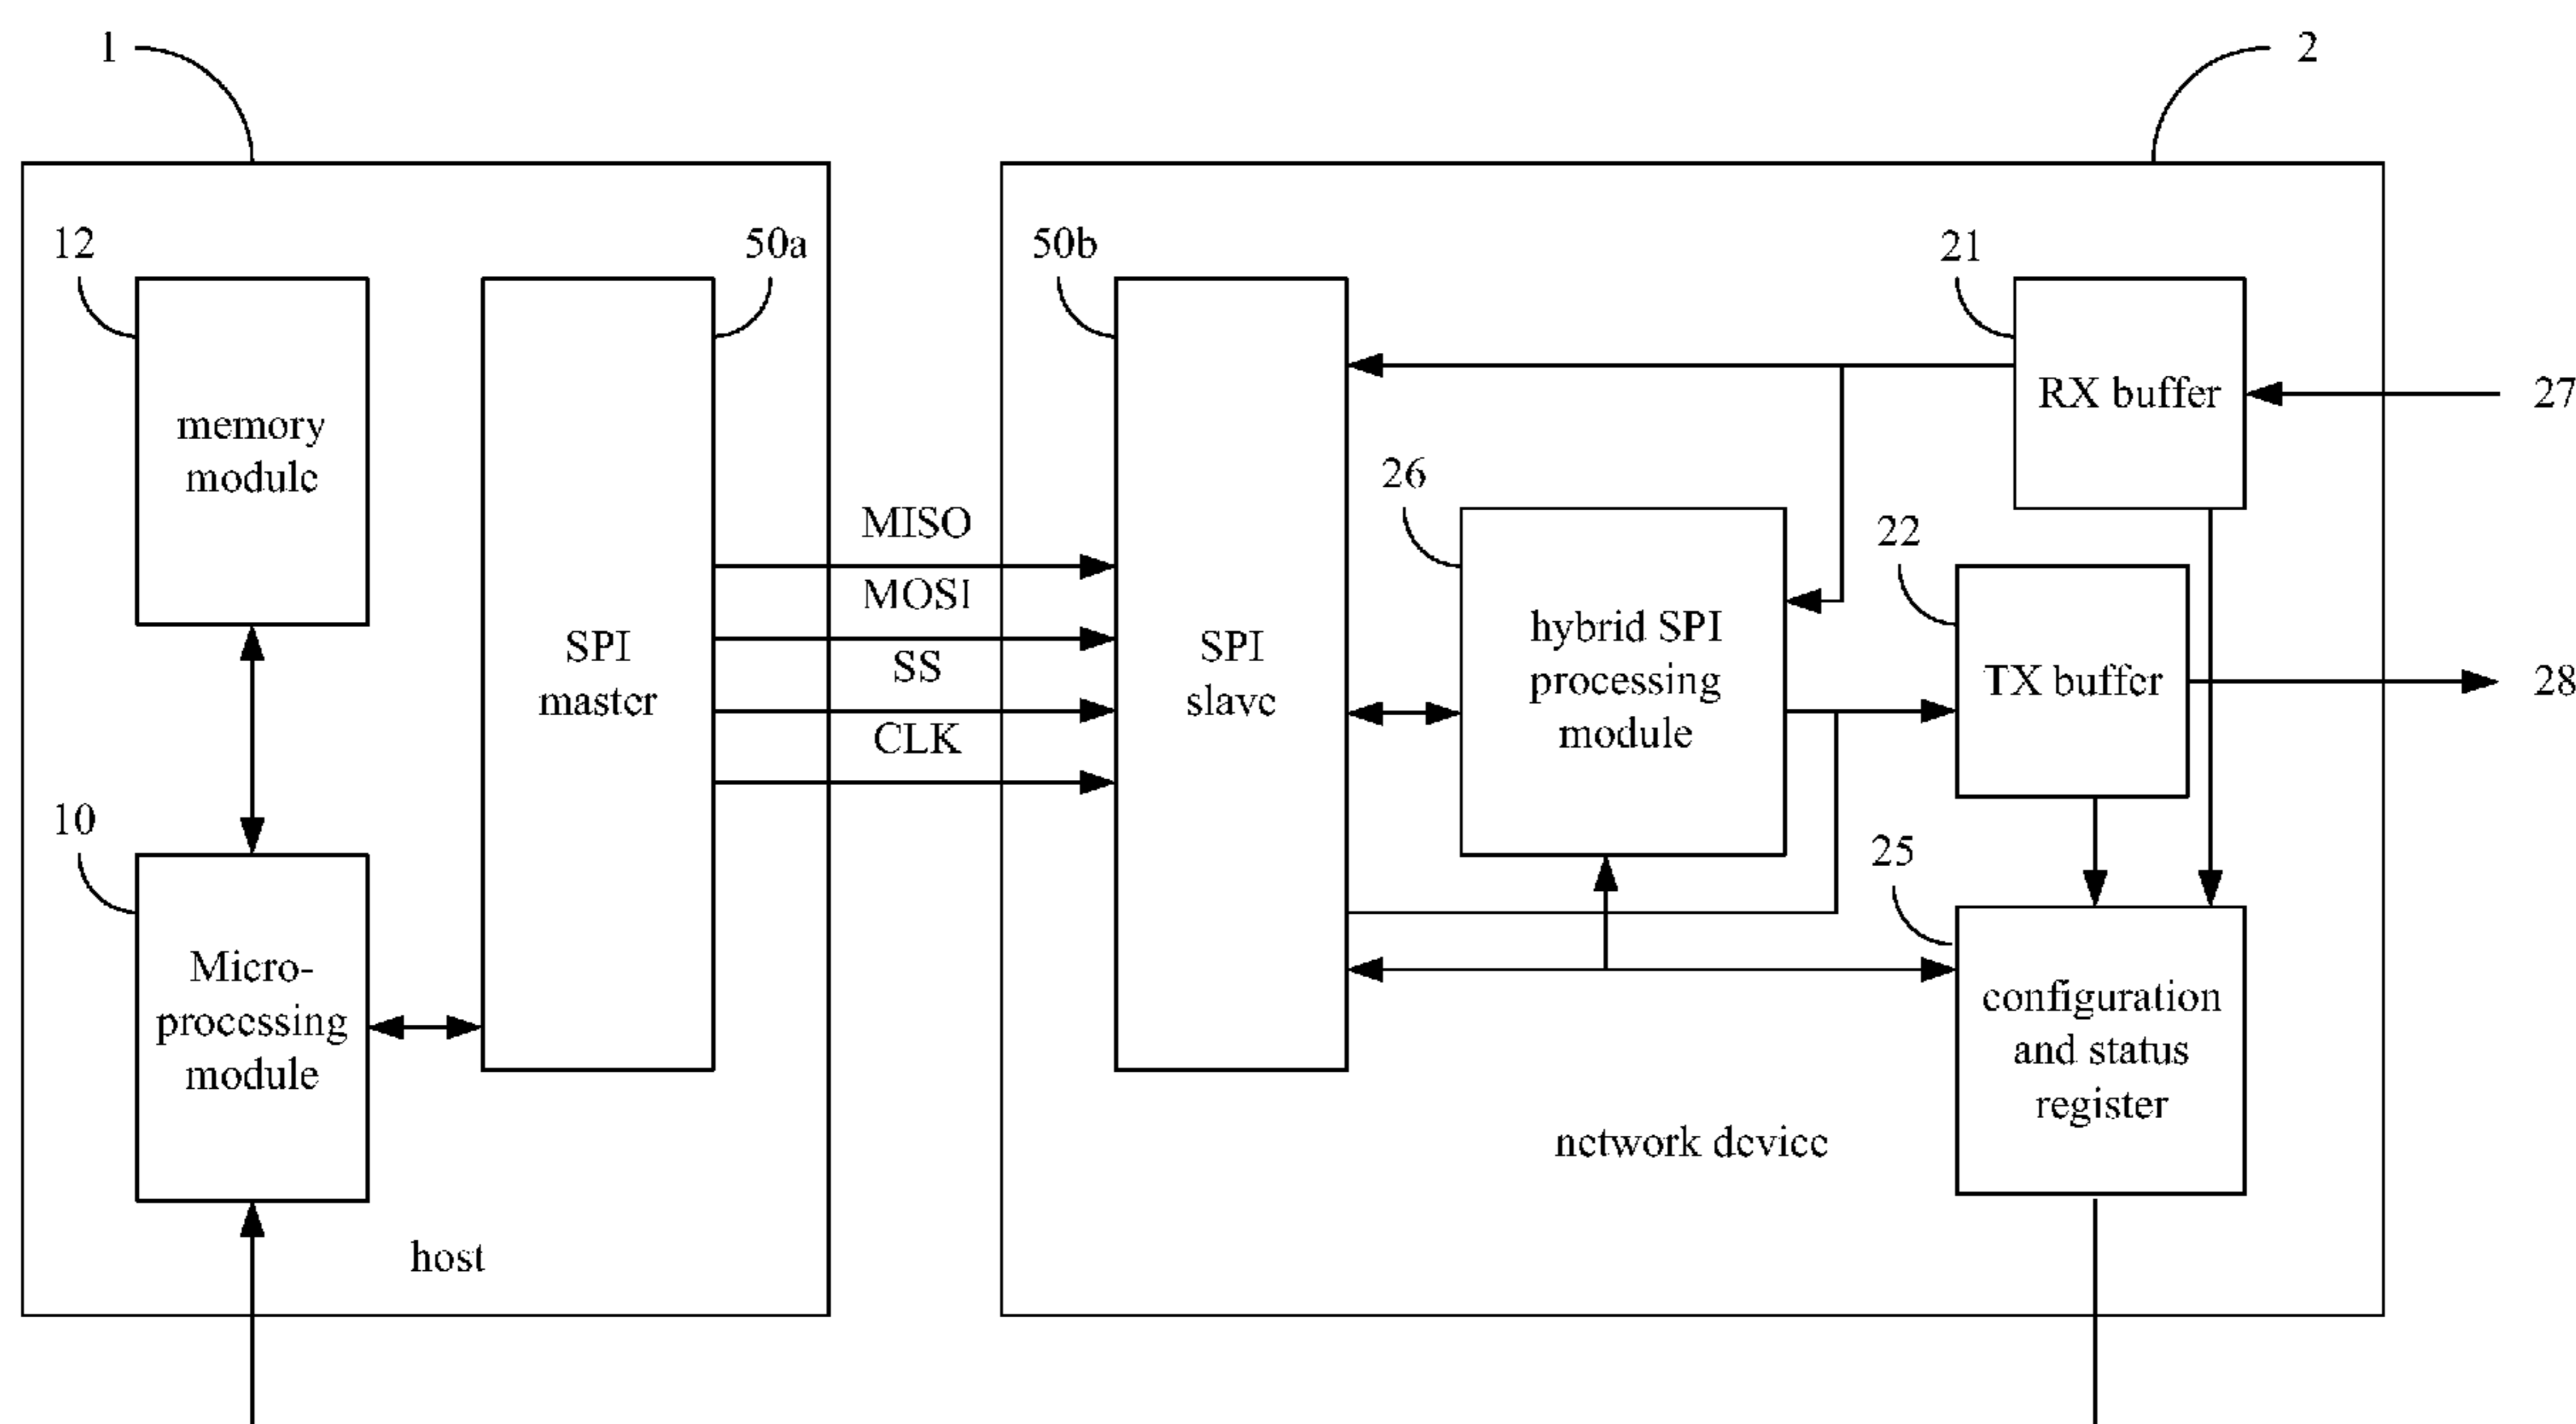 1
2
12
50a
50b
21
memory
module
RX buffer
27
26
22
MISO
MOSI
SS
CLK
SPI
master
SPI
slave
hybrid SPI
processing
module
TX buffer
28
10
25
Micro-
processing
module
configuration
and status
register
network device
host